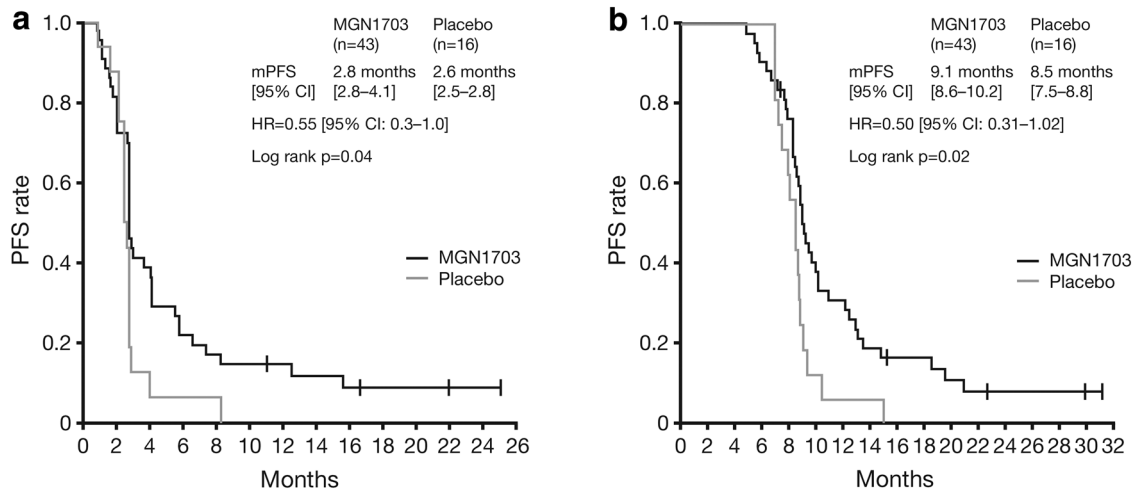 a
MGN1703 Placebo
(n=43) (n=16)
mPFS 2.8 months 2.6 months
[95% CI] [2.8–4.1] [2.5–2.8]
HR=0.55 [95% CI: 0.3–1.0]
Log rank p=0.04
PFS rate
1.0
0.8
0.6
0.4
0.2
0
MGN1703
Placebo
0 2 4 6 8 10 12 14 16 18 20 22 24 26
Months
b
MGN1703 Placebo
(n=43) (n=16)
mPFS 9.1 months 8.5 months
[95% CI] [8.6–10.2] [7.5–8.8]
HR=0.50 [95% CI: 0.31–1.02]
Log rank p=0.02
PFS rate
1.0
0.8
0.6
0.4
0.2
0
MGN1703
Placebo
0 2 4 6 8 10 12 14 16 18 20 22 24 26 28 30 32
Months